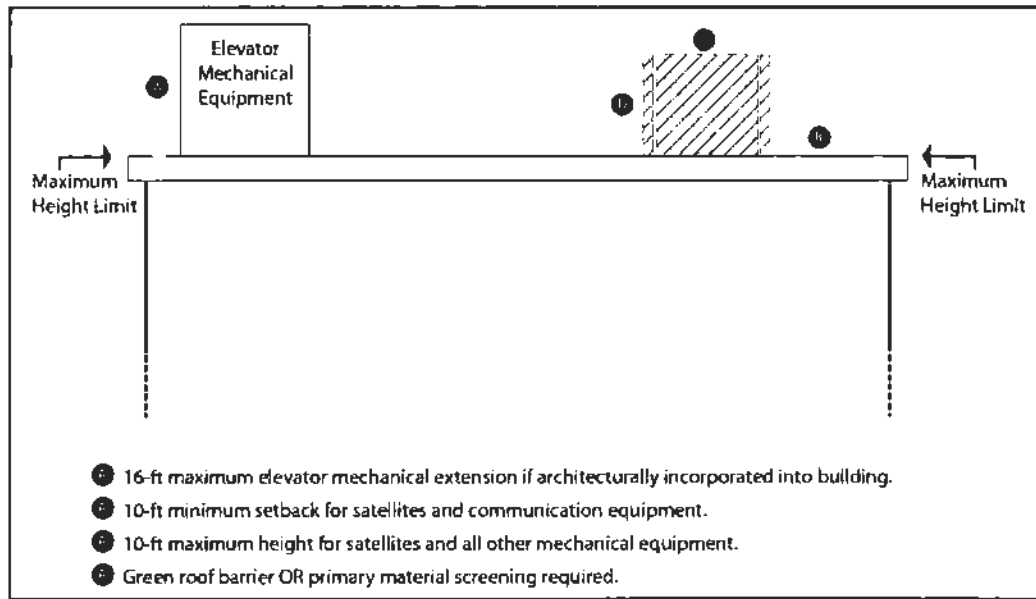 Elevator
Mechanical
Equipment
Maximum
Height Limit
Maximum
Height Limit
16-ft maximum elevator mechanical extension if architecturally incorporated into building.
10-ft minimum setback for satellites and communication equipment.
10-ft maximum height for satellites and all other mechanical equipment.
Green roof barrier OR primary material screening required.